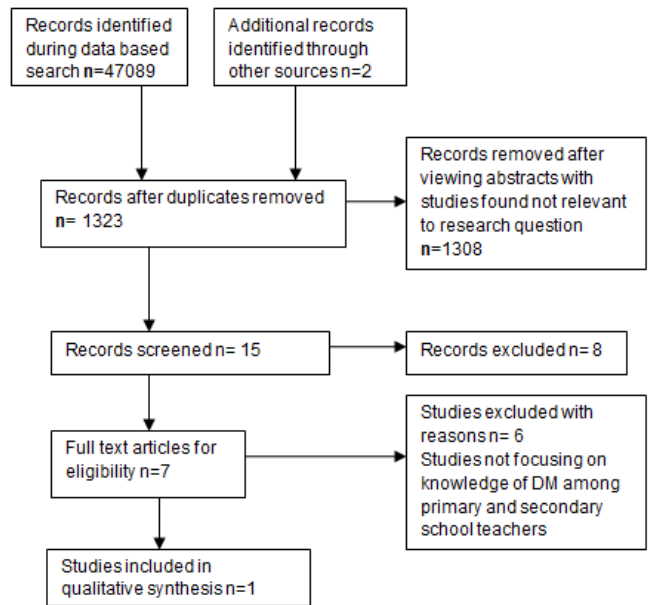 Records identified
during data based
search n=47089
Additional records
identified through
other sources n=2
Records after duplicates removed
n= 1323
Records removed after
viewing abstracts with
studies found not relevant
to research question
n=1308
Records screened n= 15
Records excluded n= 8
Full text articles for
eligibility n=7
Studies excluded with
reasons n= 6
Studies not focusing on
knowledge of DM among
primary and secondary
school teachers
Studies included in
qualitative synthesis n=1